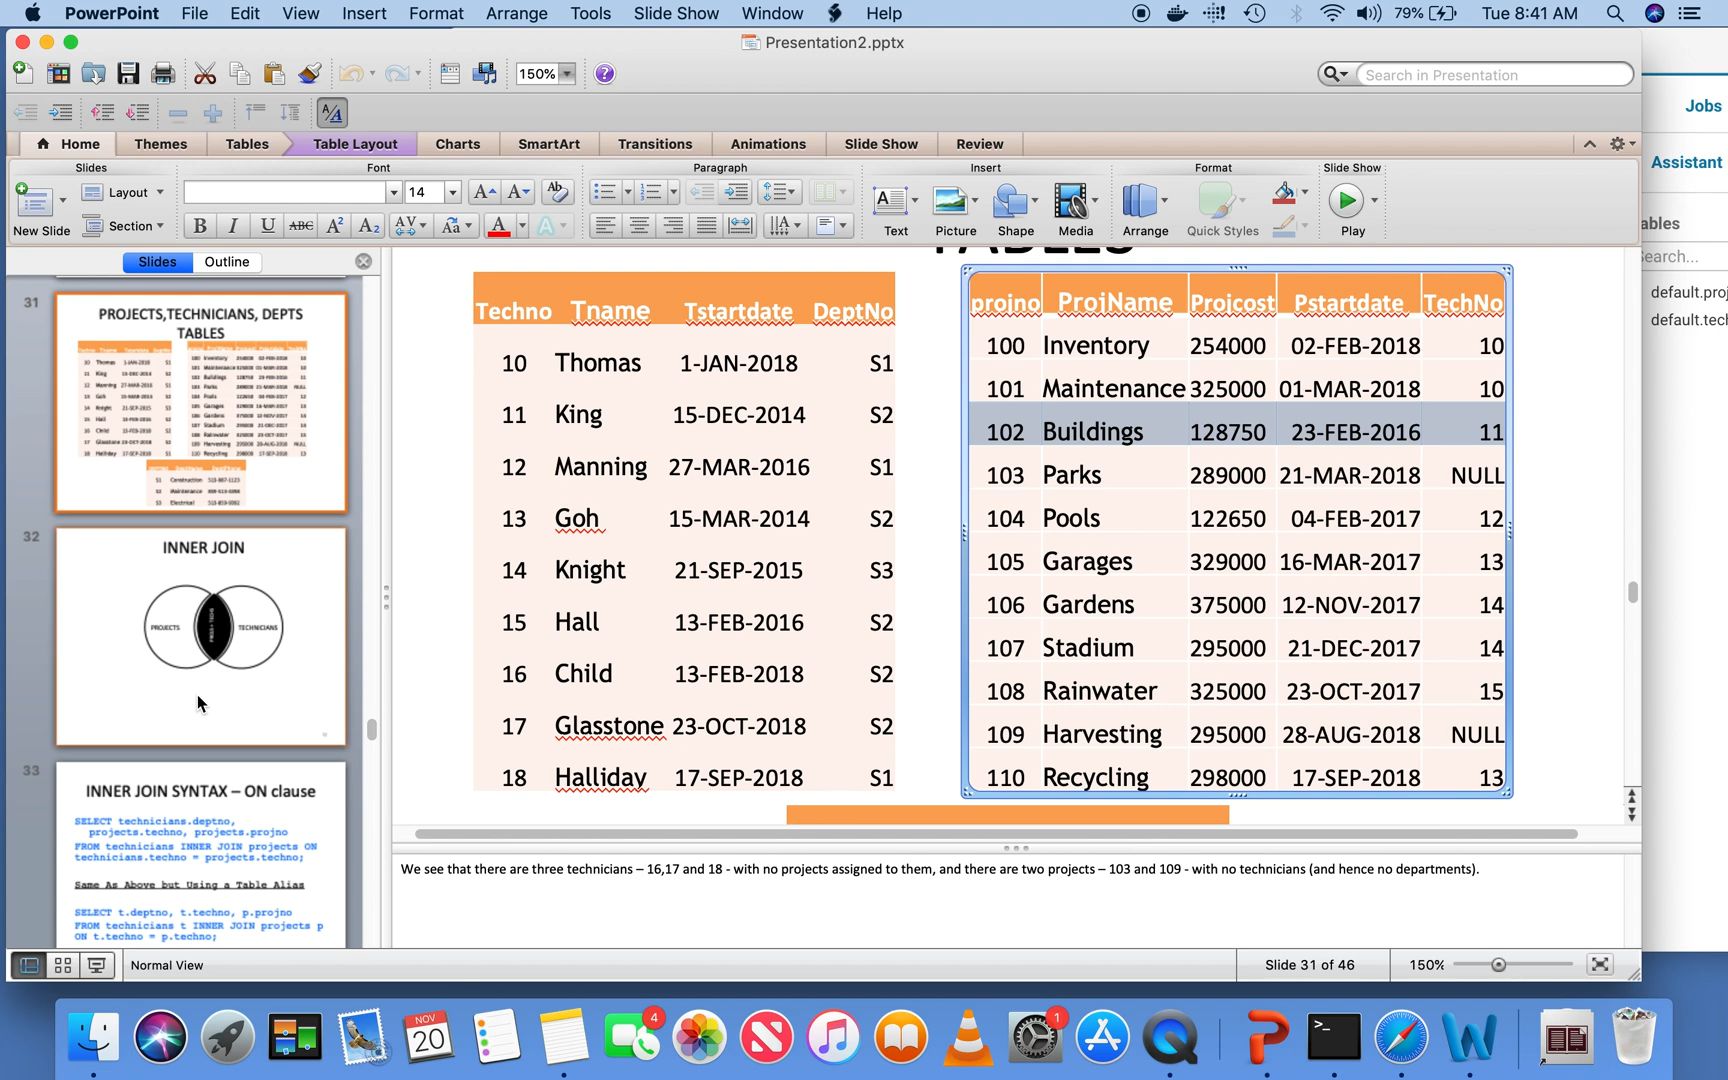 PowerPoint File Edit View Insert Format Arrange Tools Slide Show Window Help 79% Tue 8:41 AM
Presentation2.pptx
150% Search in Presentation
Home Themes Tables Table Layout Charts SmartArt Transitions Animations Slide Show Review
Slides Font Paragraph Insert Format Slide Show
Layout 14
New Slide Section Text Picture Shape Media Arrange Quick Styles Play
Slides Outline
31
PROJECTS,TECHNICIANS, DEPTS
TABLES
32
INNER JOIN
PROJECTS TECHNICIANS
33
INNER JOIN SYNTAX – ON clause
SELECT technicians.deptno,
projects.techno, projects.projno
FROM technicians INNER JOIN projects ON
technicians.techno = projects.techno;
Same As Above but Using a Table Alias
SELECT t.deptno, t.techno, p.projno
FROM technicians t INNER JOIN projects p
ON t.techno = p.techno;
TABLES
Techno Tname Tstartdate DeptNo
10 Thomas 1-JAN-2018 S1
11 King 15-DEC-2014 S2
12 Manning 27-MAR-2016 S1
13 Goh 15-MAR-2014 S2
14 Knight 21-SEP-2015 S3
15 Hall 13-FEB-2016 S2
16 Child 13-FEB-2018 S2
17 Glasstone 23-OCT-2018 S2
18 Halliday 17-SEP-2018 S1
projno ProjName Projcost Pstartdate TechNo
100 Inventory 254000 02-FEB-2018 10
101 Maintenance 325000 01-MAR-2018 10
102 Buildings 128750 23-FEB-2016 11
103 Parks 289000 21-MAR-2018 NULL
104 Pools 122650 04-FEB-2017 12
105 Garages 329000 16-MAR-2017 13
106 Gardens 375000 12-NOV-2017 14
107 Stadium 295000 21-DEC-2017 14
108 Rainwater 325000 23-OCT-2017 15
109 Harvesting 295000 28-AUG-2018 NULL
110 Recycling 298000 17-SEP-2018 13
We see that there are three technicians – 16,17 and 18 - with no projects assigned to them, and there are two projects – 103 and 109 - with no technicians (and hence no departments).
Normal View Slide 31 of 46 150%
Jobs
Assistant
ables
earch...
default.proj
default.tech
NOV
20
4
1